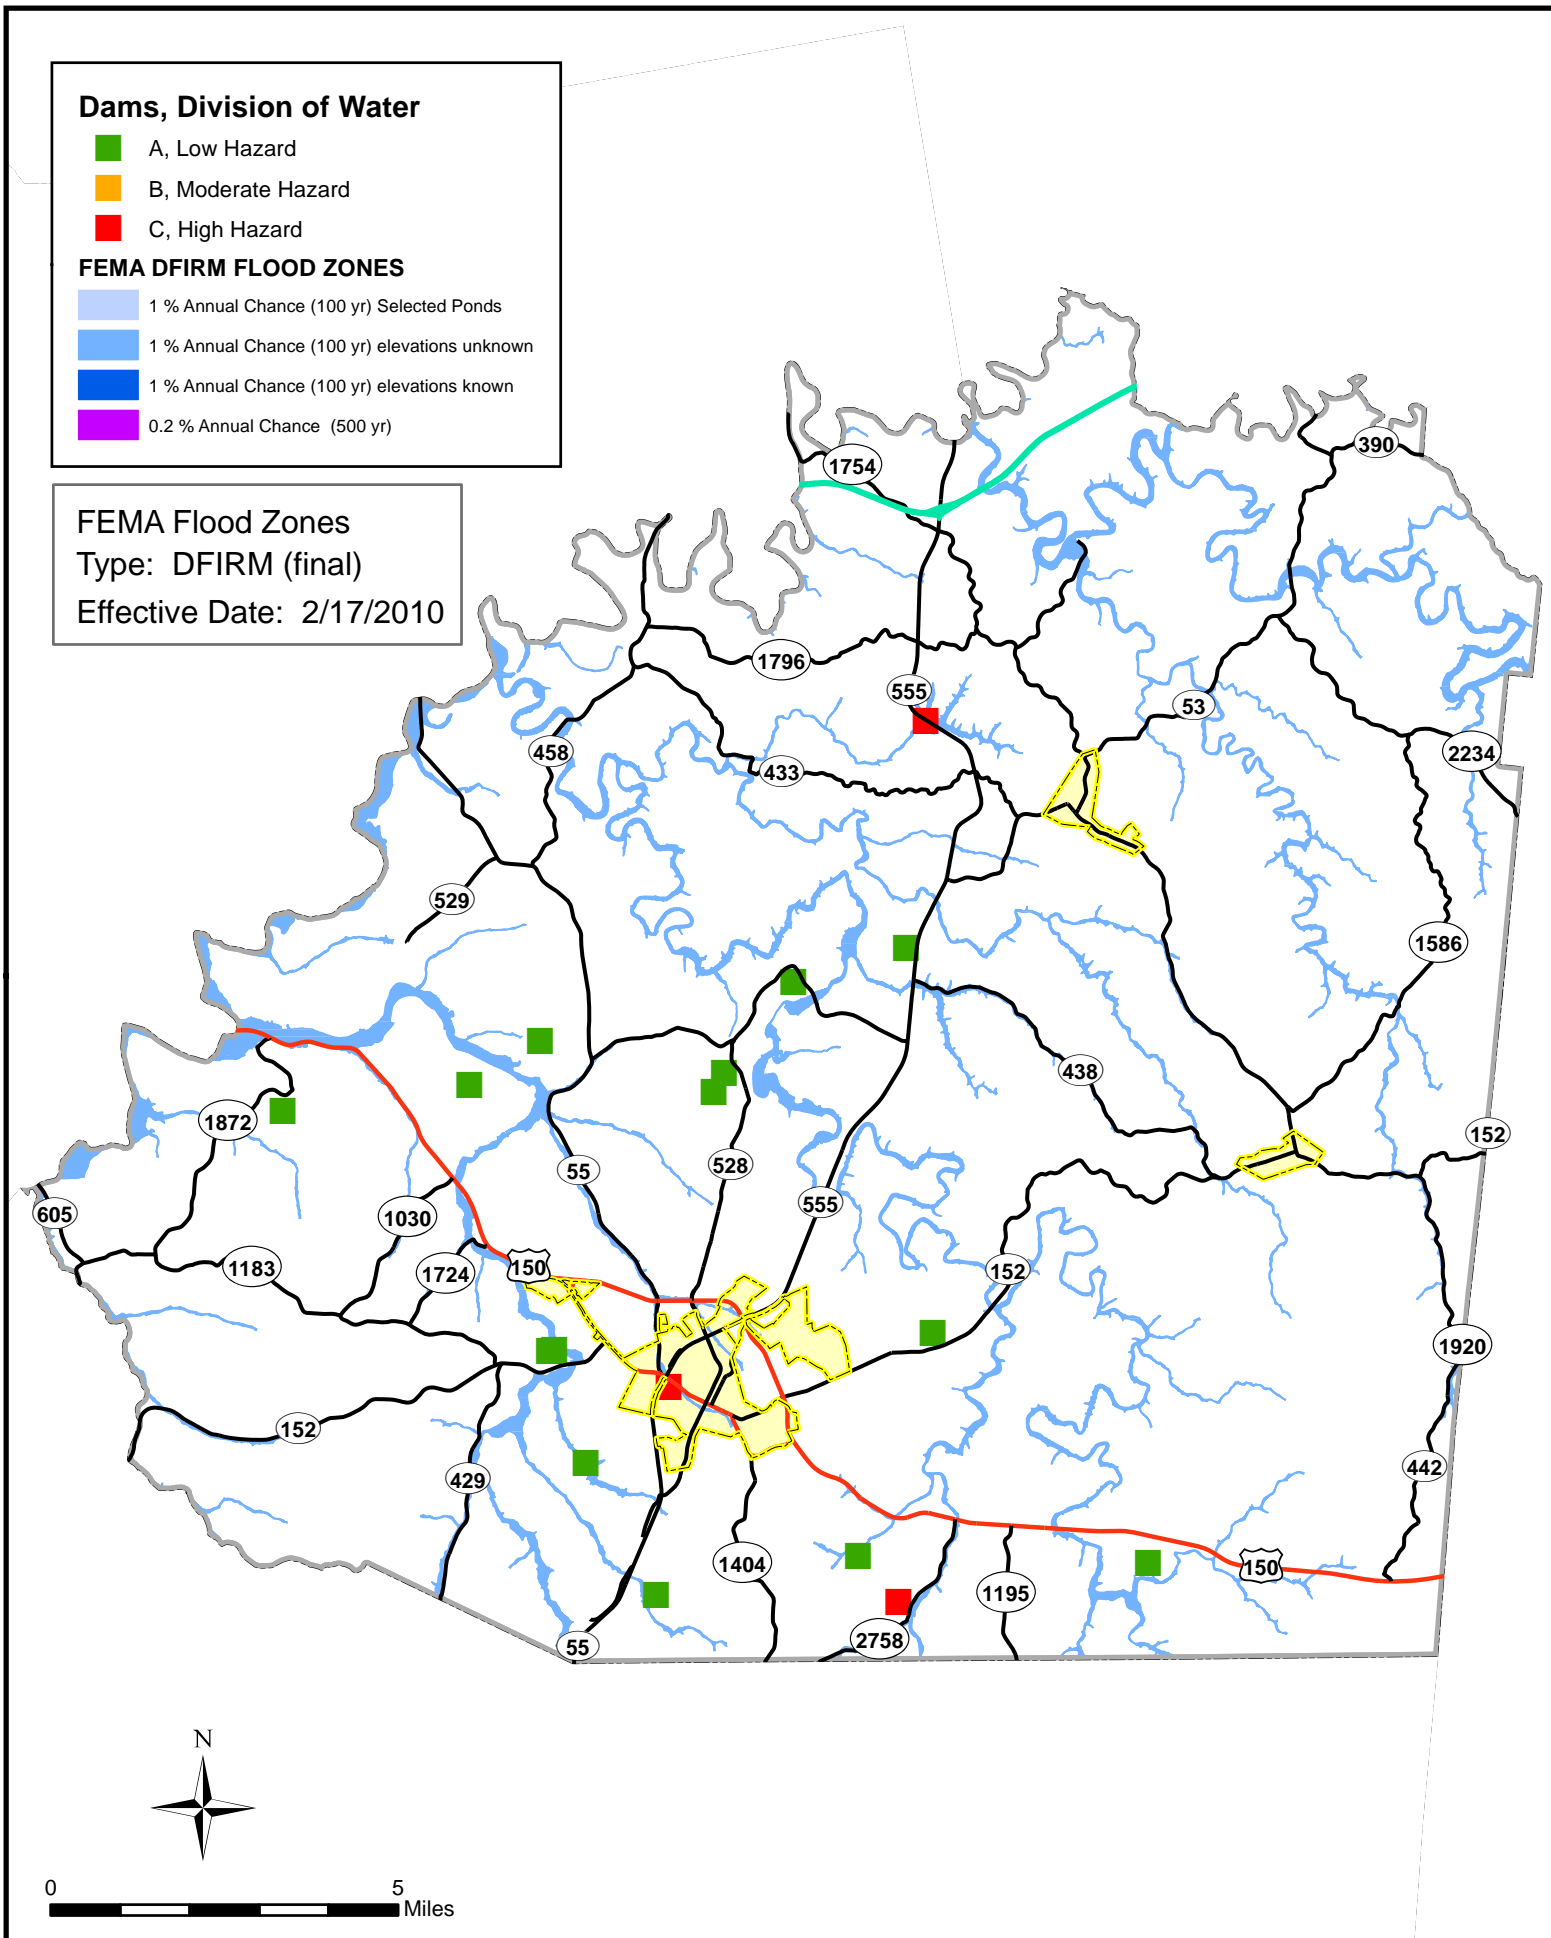 Dams, Division of Water
A, Low Hazard
B, Moderate Hazard
C, High Hazard
FEMA DFIRM FLOOD ZONES
1 % Annual Chance (100 yr) Selected Ponds
1 % Annual Chance (100 yr) elevations unknown
1 % Annual Chance (100 yr) elevations known
0.2 % Annual Chance (500 yr)
FEMA Flood Zones
Type: DFIRM (final)
Effective Date: 2/17/2010
390
1754
1796
555
53
458
2234
433
529
1586
438
1872
152
55
528
555
605
1030
1183
1724
150
152
1920
152
429
442
1404
150
1195
2758
55
N
0 5
Miles